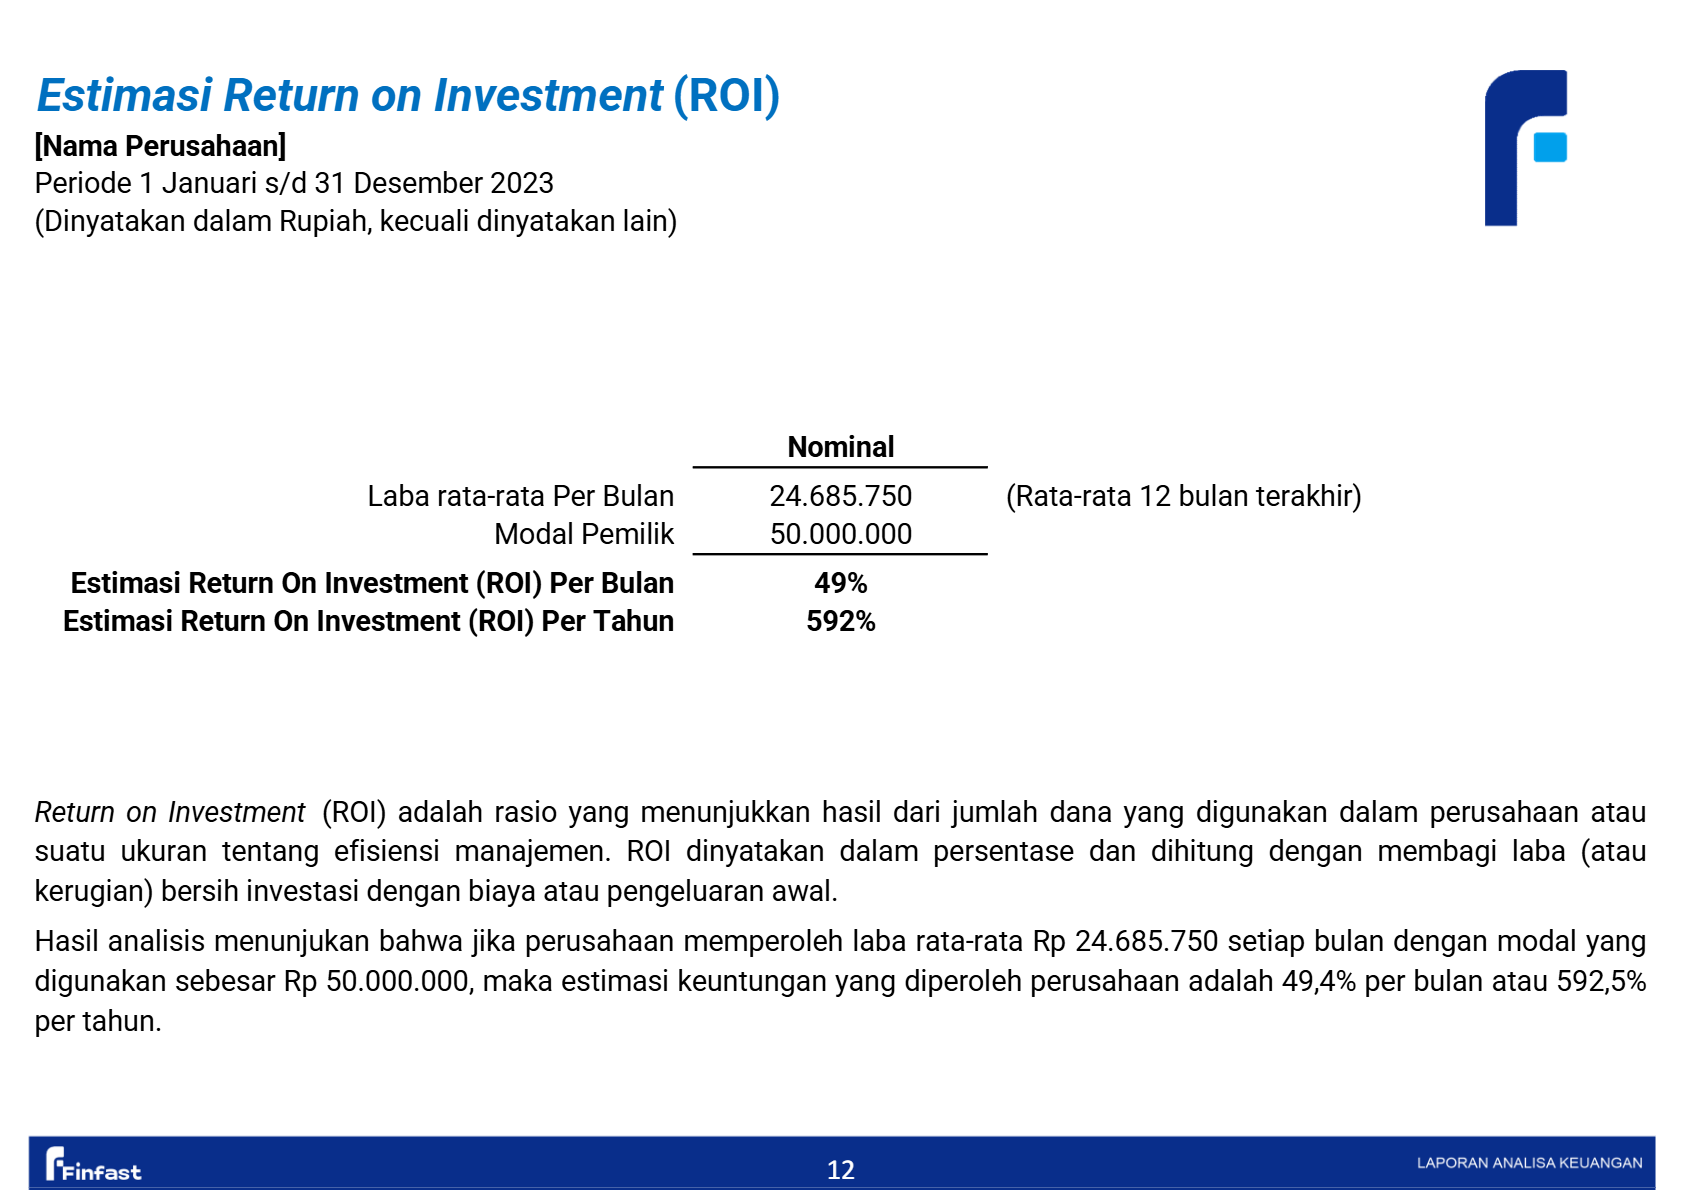 Estimasi Return on Investment (ROI)
[Nama Perusahaan]
Periode 1 Januari s/d 31 Desember 2023
(Dinyatakan dalam Rupiah, kecuali dinyatakan lain)
Nominal
Laba rata-rata Per Bulan 24.685.750 (Rata-rata 12 bulan terakhir)
Modal Pemilik 50.000.000
Estimasi Return On Investment (ROI) Per Bulan 49%
Estimasi Return On Investment (ROI) Per Tahun 592%
Return on Investment (ROI) adalah rasio yang menunjukkan hasil dari jumlah dana yang digunakan dalam perusahaan atau
suatu ukuran tentang efisiensi manajemen. ROI dinyatakan dalam persentase dan dihitung dengan membagi laba (atau
kerugian) bersih investasi dengan biaya atau pengeluaran awal.
Hasil analisis menunjukan bahwa jika perusahaan memperoleh laba rata-rata Rp 24.685.750 setiap bulan dengan modal yang
digunakan sebesar Rp 50.000.000, maka estimasi keuntungan yang diperoleh perusahaan adalah 49,4% per bulan atau 592,5%
per tahun.
Finfast 12 LAPORAN ANALISA KEUANGAN